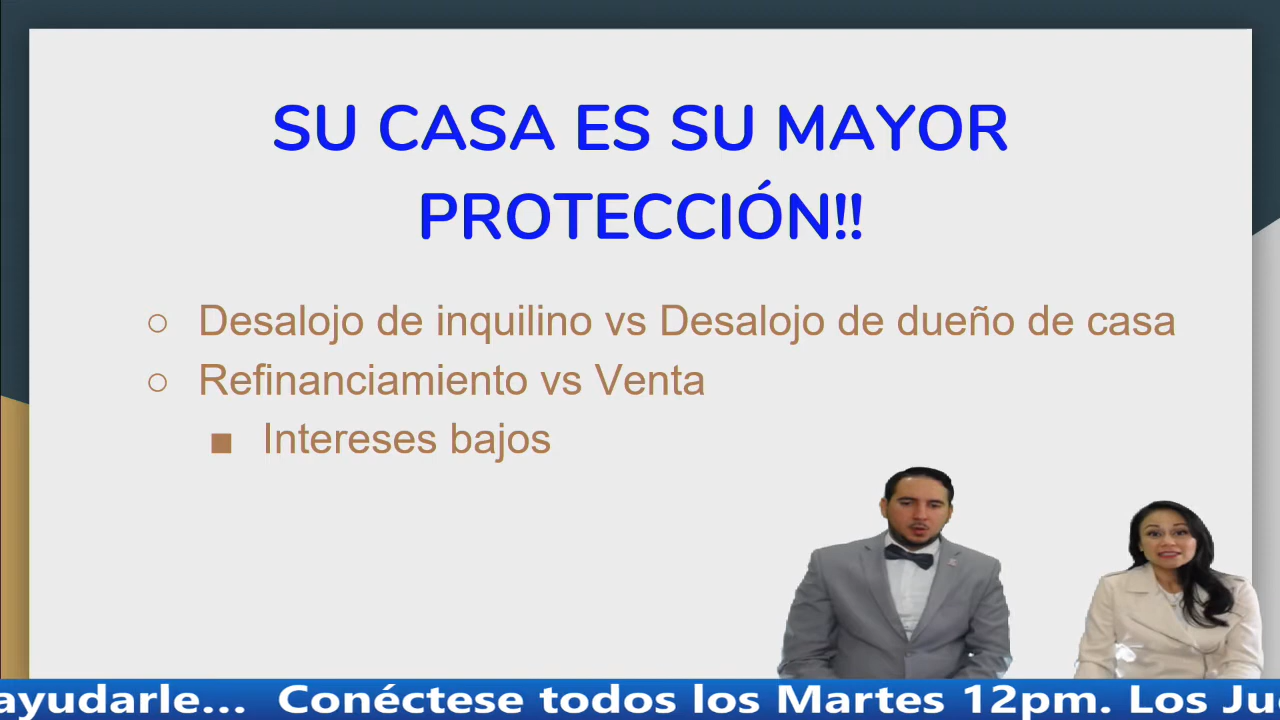 SU CASA ES SU MAYOR
PROTECCIÓN!!
Desalojo de inquilino vs Desalojo de dueño de casa
Refinanciamiento vs Venta
Intereses bajos
ayudarle... Conéctese todos los Martes 12pm. Los